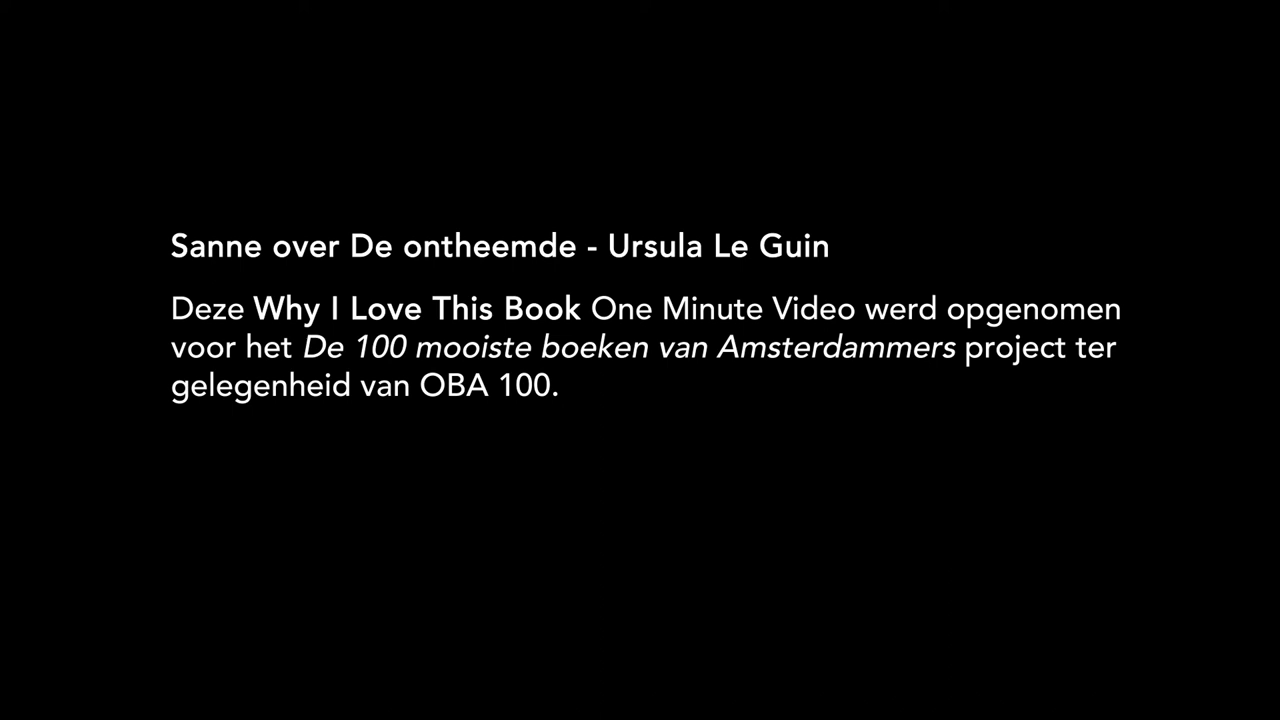 Sanne over De ontheemde - Ursula Le Guin
Deze Why I Love This Book One Minute Video werd opgenomen
voor het De 100 mooiste boeken van Amsterdammers project ter
gelegenheid van OBA 100.